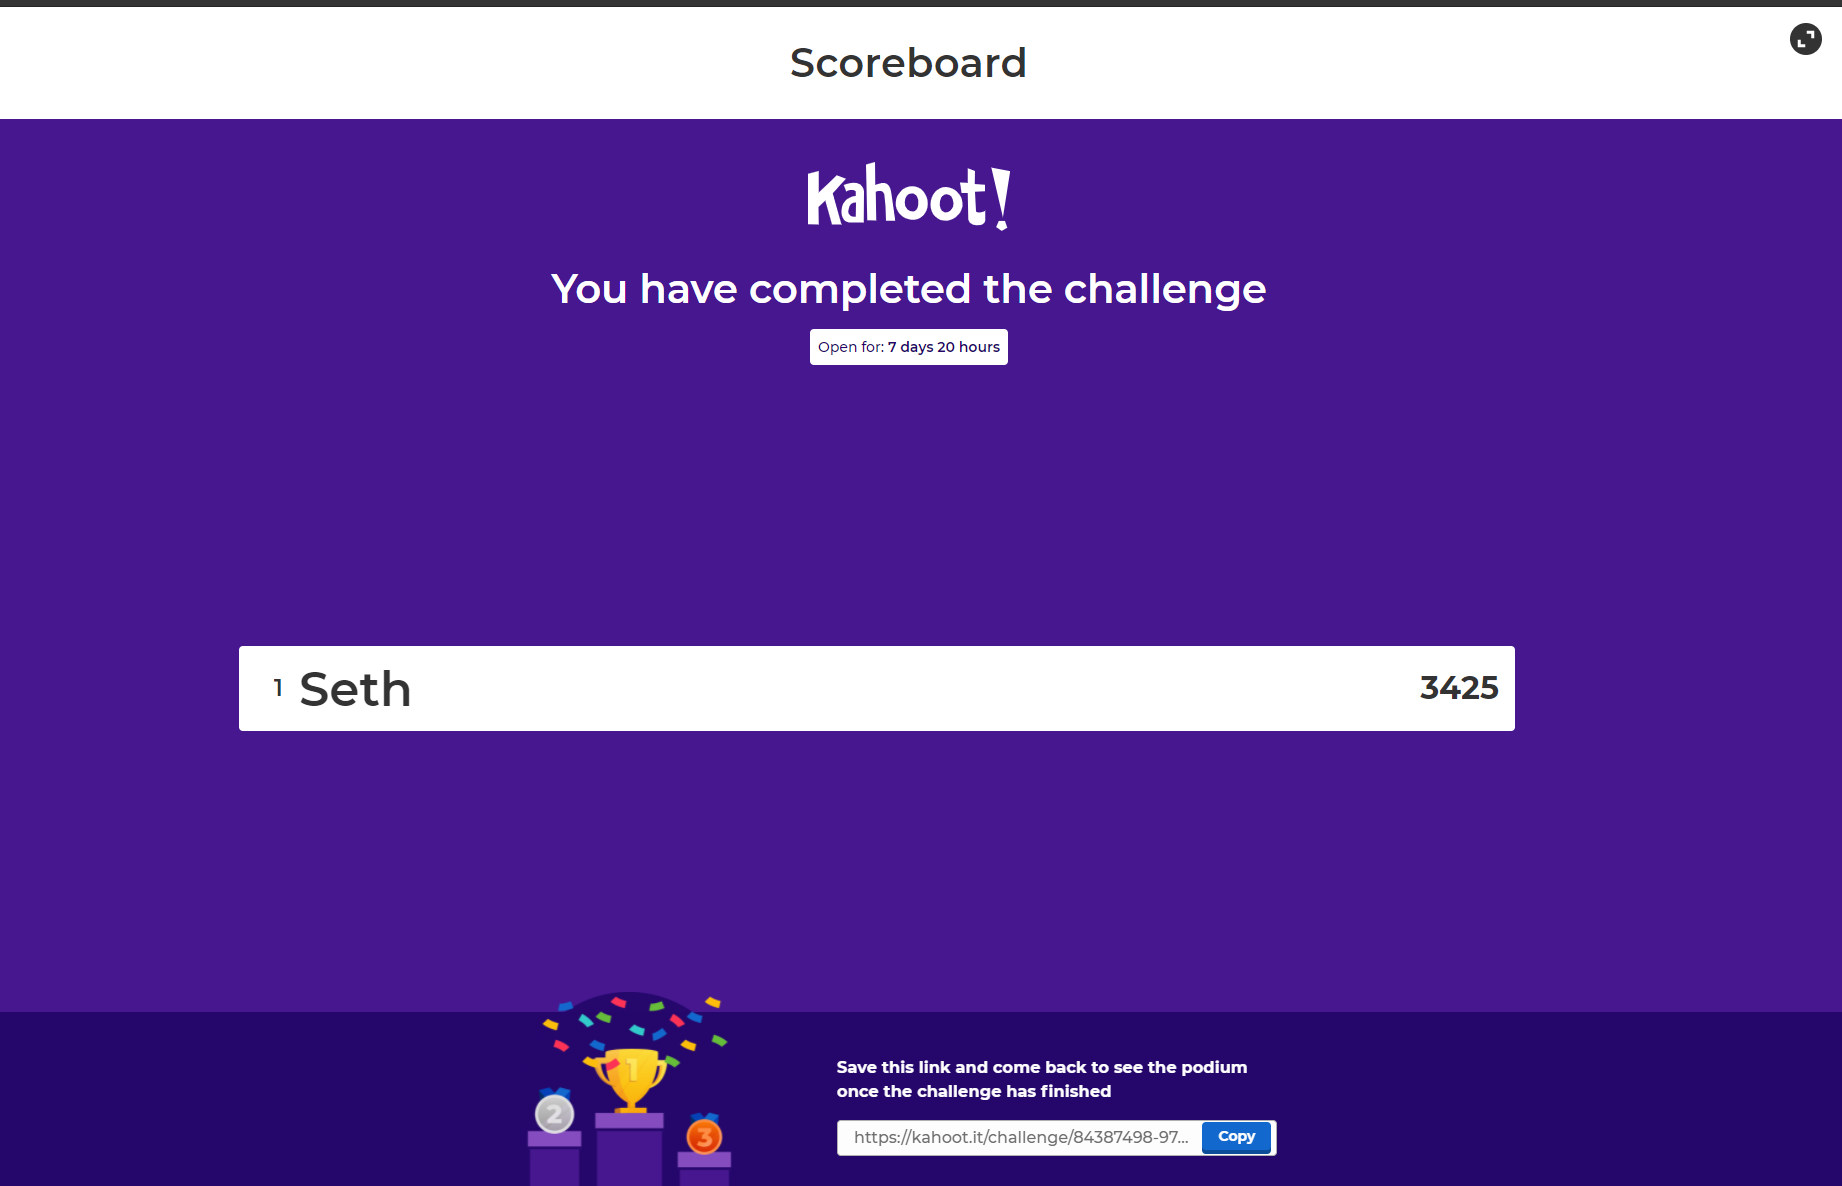 Scoreboard
Kahoot!
You have completed the challenge
Open for: 7 days 20 hours
1 Seth 3425
1
2
3
Save this link and come back to see the podium
once the challenge has finished
https://kahoot.it/challenge/84387498-97... Copy